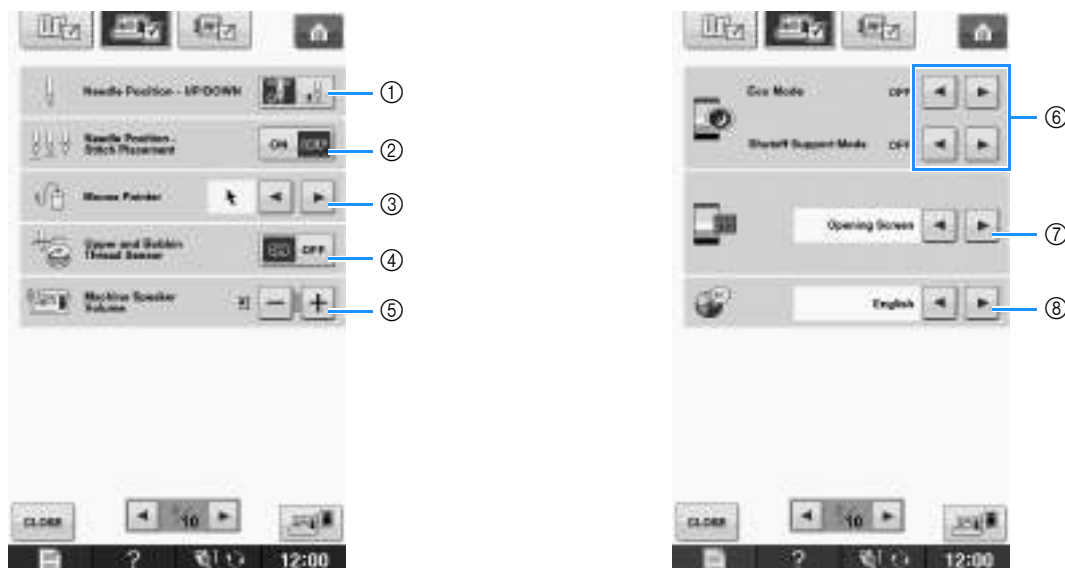 Needle Position - UP/DOWN
①
Needle Position -
Stitch Placement
ON OFF
②
Mouse Pointer
③
Upper and Bobbin
Thread Sensor
OFF
④
Machine Speaker
Volume
⑤
CLOSE
10
?
12:00
Eco Mode OFF
Shutoff Support Mode OFF
⑥
Opening Screen
⑦
English
⑧
CLOSE
10
?
12:00